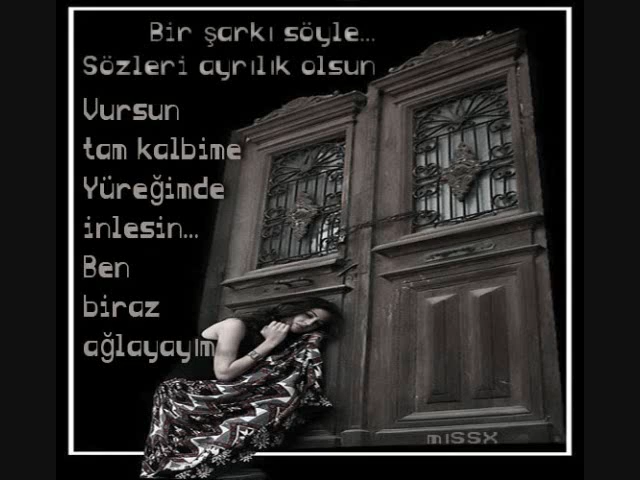 Bir şarkı söyle...
Sözleri ayrılık olsun
Vursun
tam kalbime
Yüreğimde
inlesin...
Ben
biraz
ağlayayım
missx